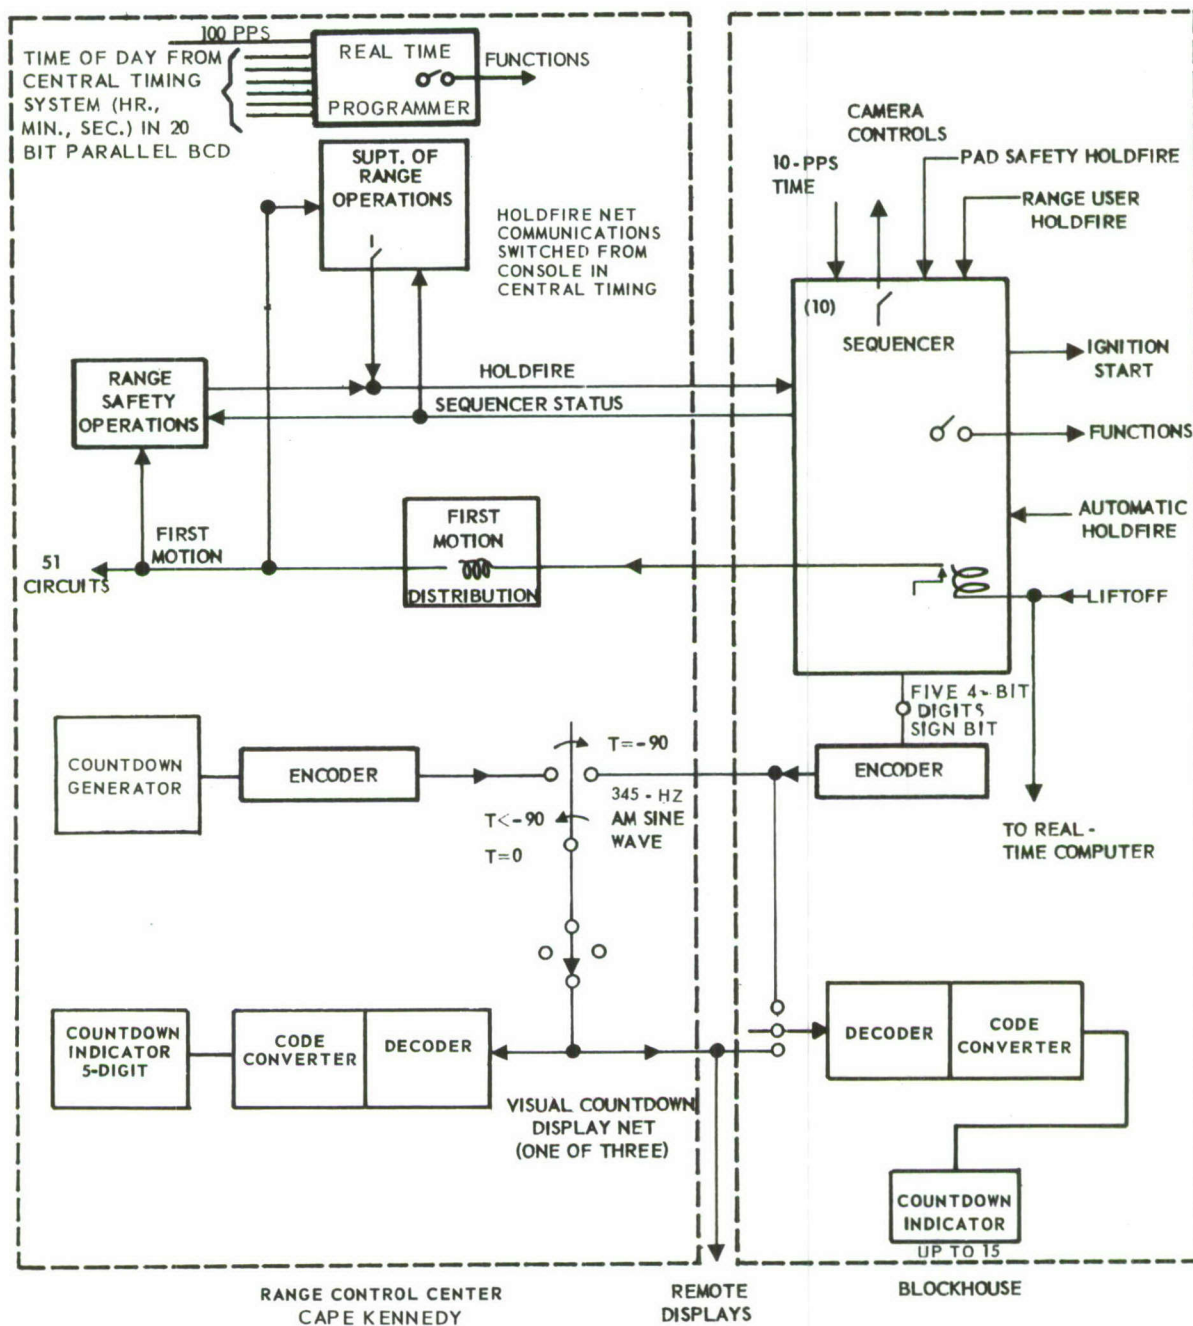 100 PPS
TIME OF DAY FROM
CENTRAL TIMING
SYSTEM (HR.,
MIN., SEC.) IN 20
BIT PARALLEL BCD
REAL TIME
PROGRAMMER
FUNCTIONS
SUPT. OF
RANGE
OPERATIONS
HOLDFIRE NET
COMMUNICATIONS
SWITCHED FROM
CONSOLE IN
CENTRAL TIMING
CAMERA
CONTROLS
10-PPS
TIME
PAD SAFETY HOLDFIRE
RANGE USER
HOLDFIRE
(10)
SEQUENCER
IGNITION
START
RANGE
SAFETY
OPERATIONS
HOLDFIRE
SEQUENCER STATUS
FUNCTIONS
AUTOMATIC
HOLDFIRE
FIRST
MOTION
DISTRIBUTION
FIRST
MOTION
51
CIRCUITS
LIFTOFF
FIVE 4-BIT
DIGITS
SIGN BIT
COUNTDOWN
GENERATOR
ENCODER
T=-90
T<-90
T=0
345-HZ
AM SINE
WAVE
ENCODER
TO REAL-
TIME COMPUTER
COUNTDOWN
INDICATOR
5-DIGIT
CODE
CONVERTER
DECODER
DECODER
CODE
CONVERTER
VISUAL COUNTDOWN
DISPLAY NET
(ONE OF THREE)
COUNTDOWN
INDICATOR
UP TO 15
RANGE CONTROL CENTER
CAPE KENNEDY
REMOTE
DISPLAYS
BLOCKHOUSE